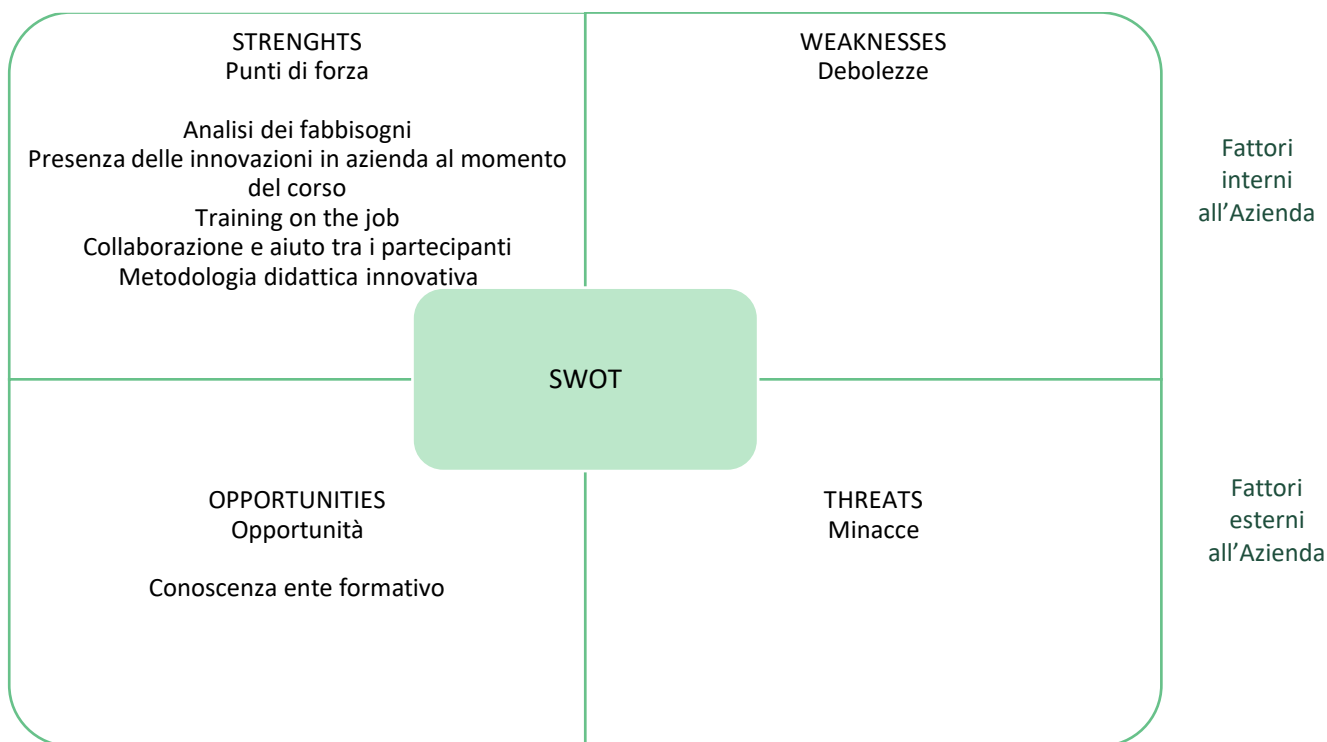 STRENGHTS
Punti di forza
Analisi dei fabbisogni
Presenza delle innovazioni in azienda al momento
del corso
Training on the job
Collaborazione e aiuto tra i partecipanti
Metodologia didattica innovativa
WEAKNESSES
Debolezze
Fattori
interni
all’Azienda
SWOT
OPPORTUNITIES
Opportunità
Conoscenza ente formativo
THREATS
Minacce
Fattori
esterni
all’Azienda